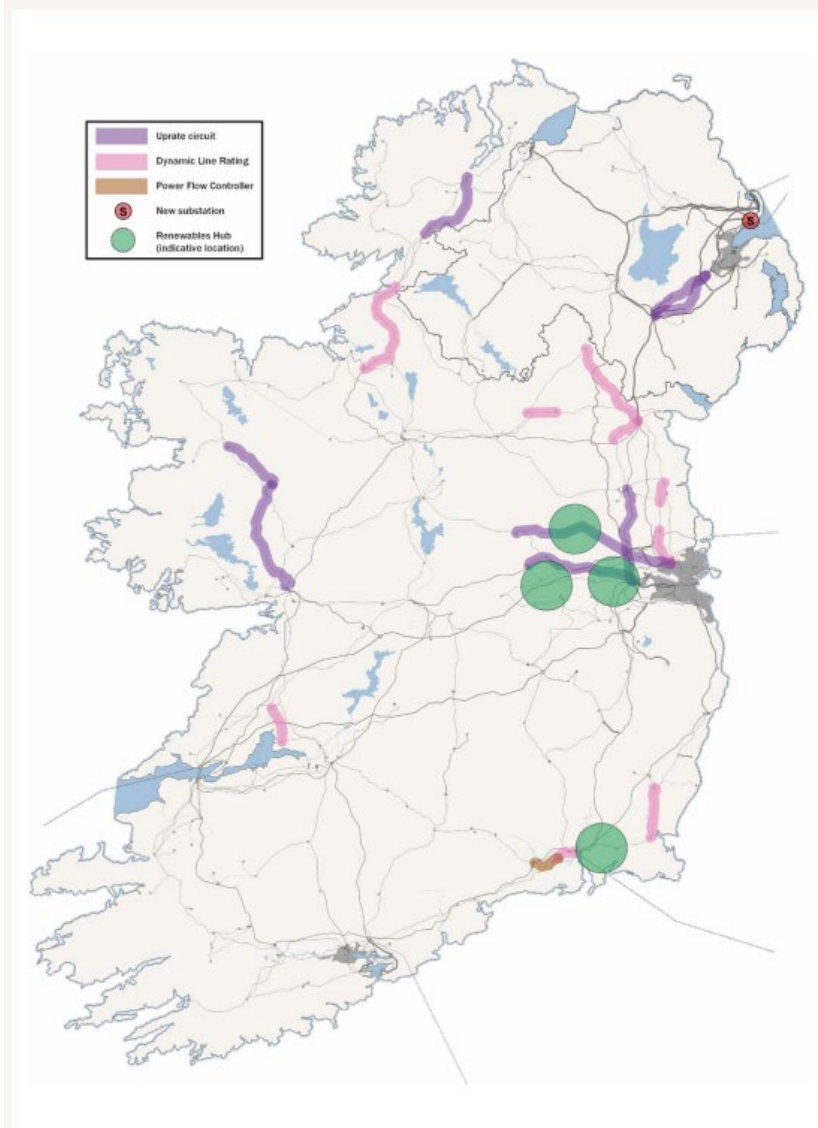 Uprate circuit
Dynamic Line Rating
Power Flow Controller
S New substation
Renewables Hub
(indicative location)
S